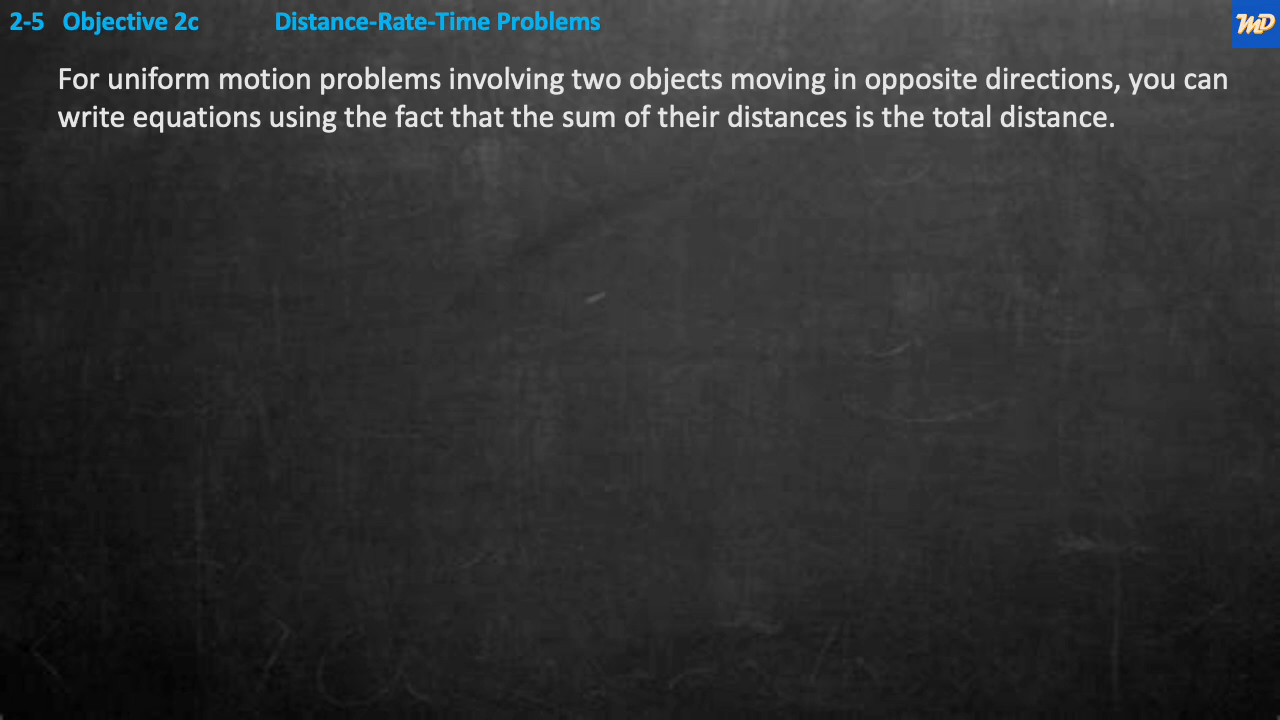 2-5 Objective 2c Distance-Rate-Time Problems
MD
For uniform motion problems involving two objects moving in opposite directions, you can
write equations using the fact that the sum of their distances is the total distance.